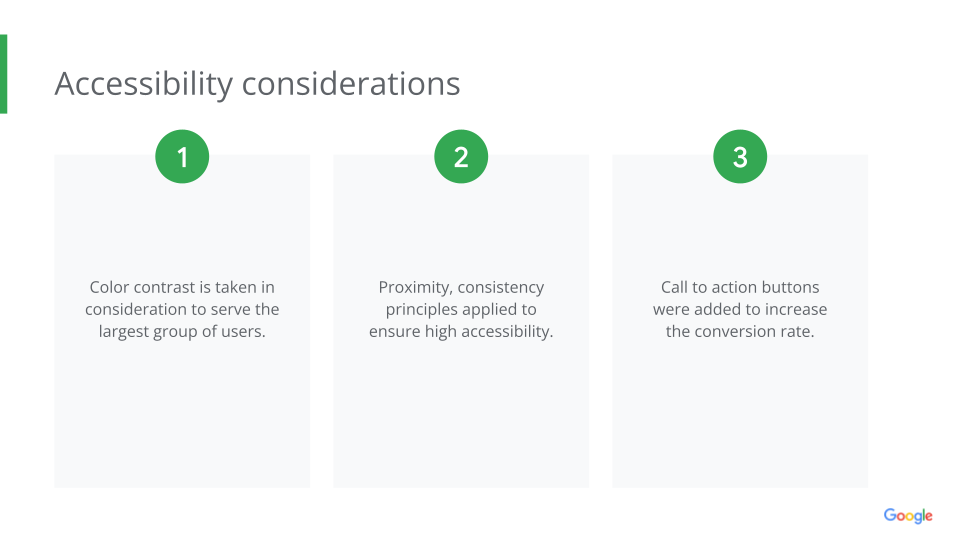 Accessibility considerations
1
Color contrast is taken in
consideration to serve the
largest group of users.
2
Proximity, consistency
principles applied to
ensure high accessibility.
3
Call to action buttons
were added to increase
the conversion rate.
Google